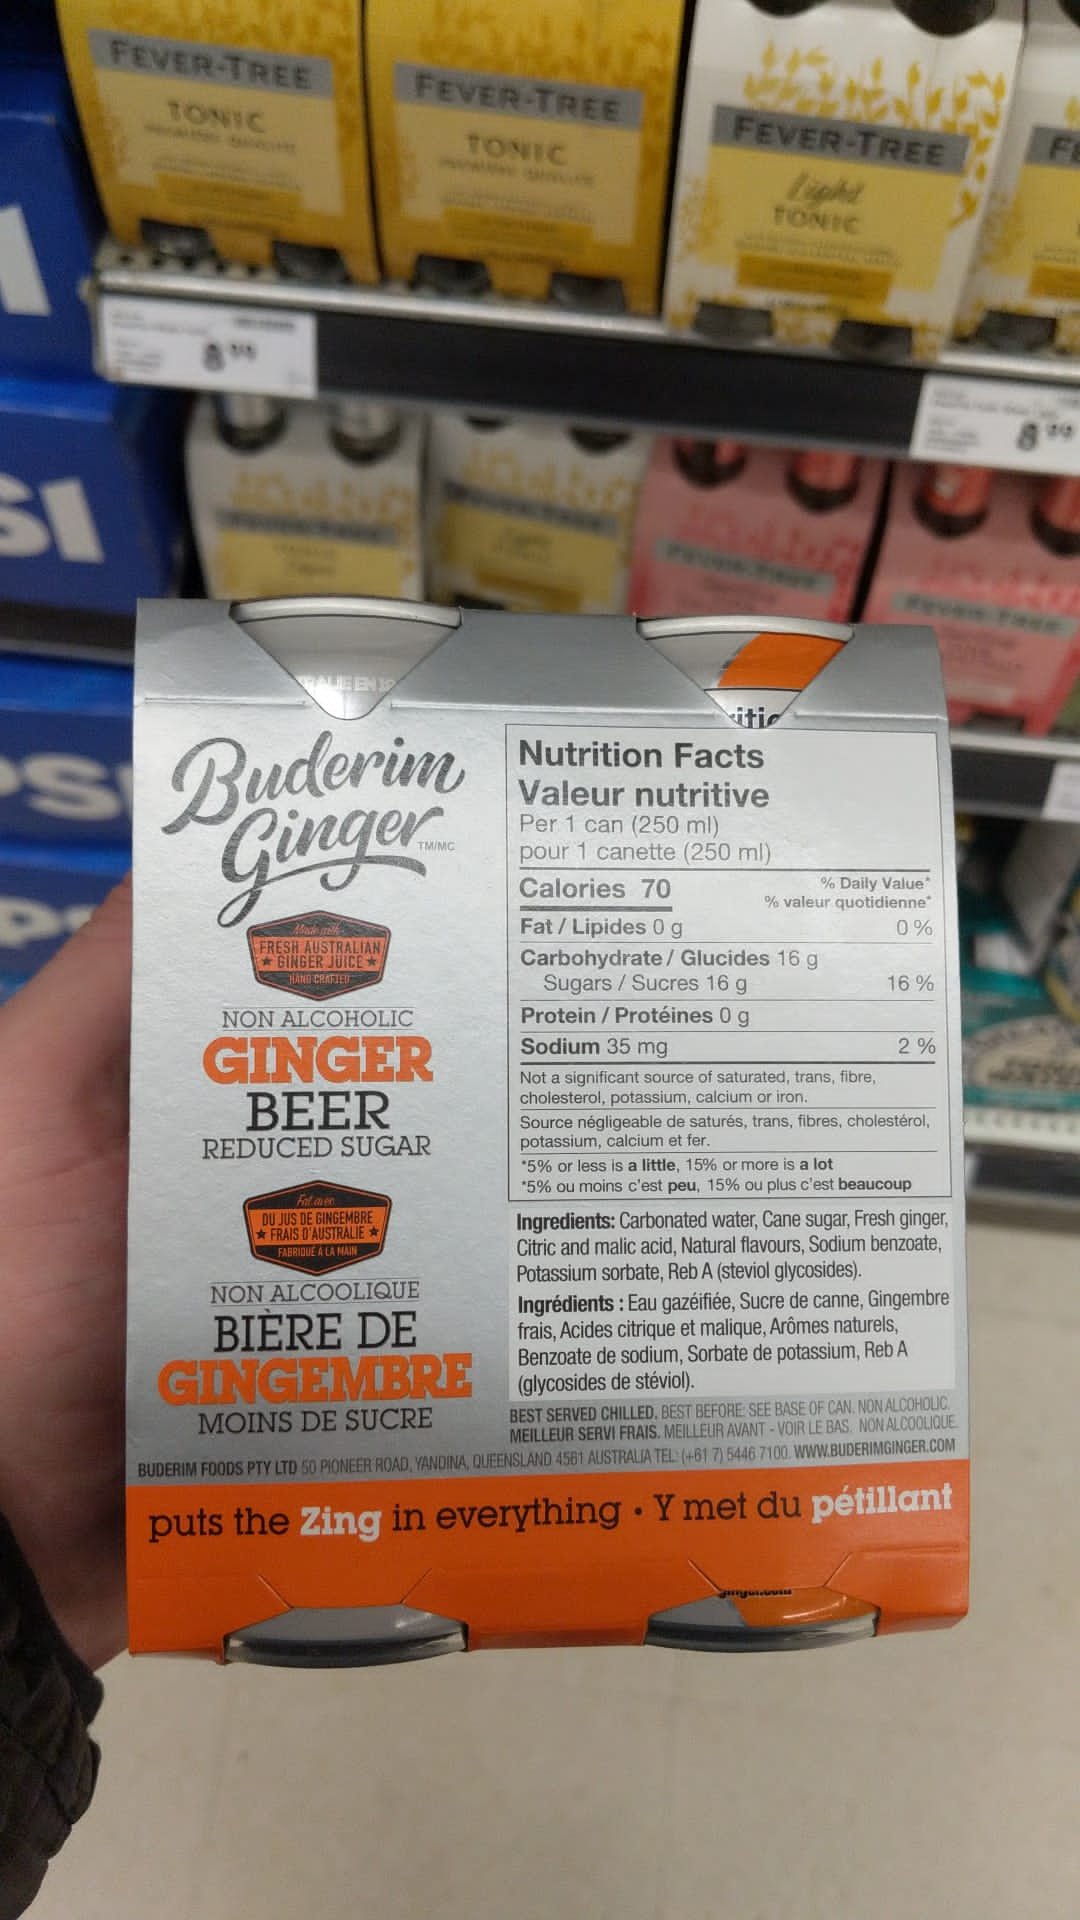 FEVER-TREE
TONIC
FEVER-TREE
TONIC
FEVER-TREE
Light
TONIC
8 99
8 99
SI
RALIE EN 19
Buderim
Ginger TM/MC
Made with
FRESH AUSTRALIAN
GINGER JUICE
HAND CRAFTED
NON ALCOHOLIC
GINGER
BEER
REDUCED SUGAR
Fait avec
DU JUS DE GINGEMBRE
FRAIS D'AUSTRALIE
FABRIQUÉ À LA MAIN
NON ALCOOLIQUE
BIÈRE DE
GINGEMBRE
MOINS DE SUCRE
Nutrition Facts
Valeur nutritive
Per 1 can (250 ml)
pour 1 canette (250 ml)
Calories 70
% Daily Value*
% valeur quotidienne*
Fat / Lipides 0 g 0 %
Carbohydrate / Glucides 16 g
Sugars / Sucres 16 g 16 %
Protein / Protéines 0 g
Sodium 35 mg 2 %
Not a significant source of saturated, trans, fibre,
cholesterol, potassium, calcium or iron.
Source négligeable de saturés, trans, fibres, cholestérol,
potassium, calcium et fer.
*5% or less is a little, 15% or more is a lot
*5% ou moins c'est peu, 15% ou plus c'est beaucoup
Ingredients: Carbonated water, Cane sugar, Fresh ginger,
Citric and malic acid, Natural flavours, Sodium benzoate,
Potassium sorbate, Reb A (steviol glycosides).
Ingrédients : Eau gazéifiée, Sucre de canne, Gingembre
frais, Acides citrique et malique, Arômes naturels,
Benzoate de sodium, Sorbate de potassium, Reb A
(glycosides de stéviol).
BEST SERVED CHILLED. BEST BEFORE: SEE BASE OF CAN. NON ALCOHOLIC.
MEILLEUR SERVI FRAIS. MEILLEUR AVANT - VOIR LE BAS. NON ALCOOLIQUE.
BUDERIM FOODS PTY LTD 50 PIONEER ROAD, YANDINA, QUEENSLAND 4561 AUSTRALIA TEL: (+61 7) 5446 7100. WWW.BUDERIMGINGER.COM
puts the Zing in everything • Y met du pétillant